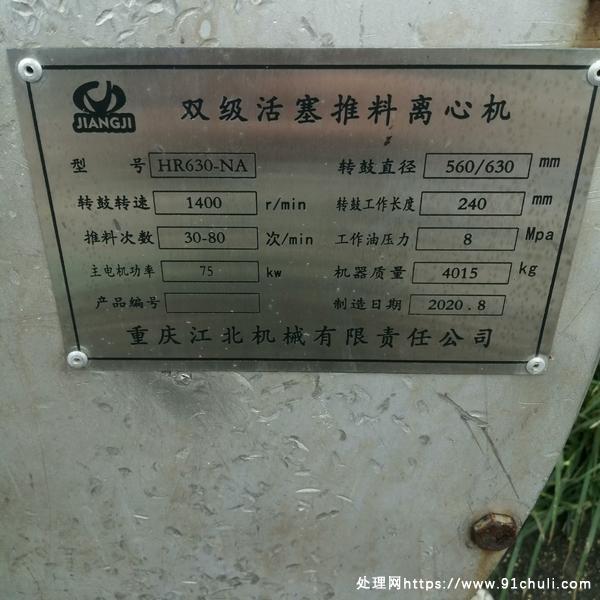 JIANGJI
双级活塞推料离心机
型 号 HR630-NA 转鼓直径 560/630 mm
转鼓转速 1400 r/min 转鼓工作长度 240 mm
推料次数 30-80 次/min 工作油压力 8 Mpa
主电机功率 75 kw 机器质量 4015 kg
产品编号 制造日期 2020.8
重庆江北机械有限责任公司
处理网https://www.91chuli.com/